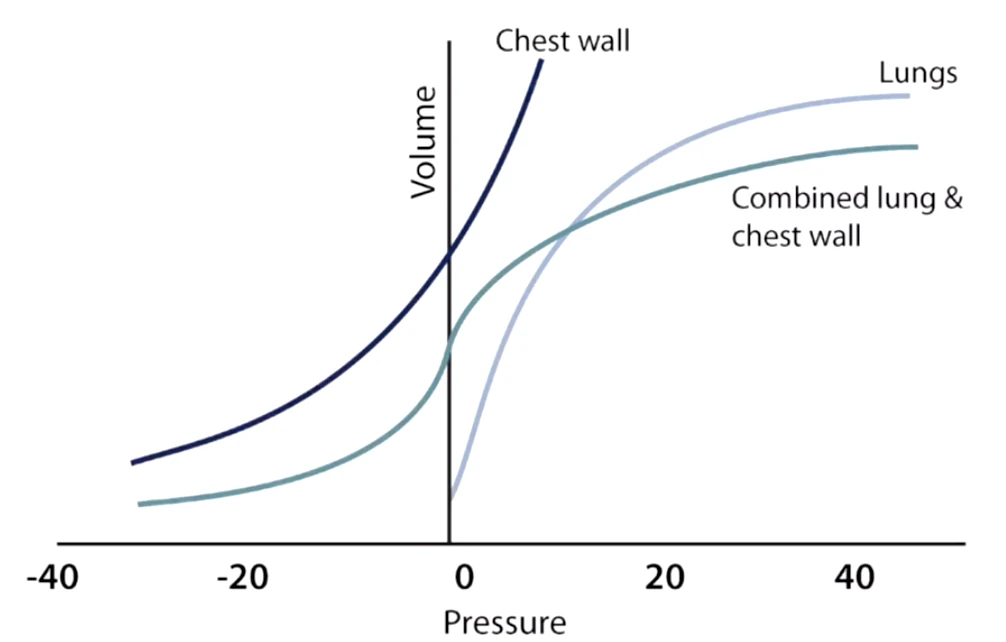 Chest wall
Lungs
Volume
Combined lung &
chest wall
-40
-20
0
20
40
Pressure